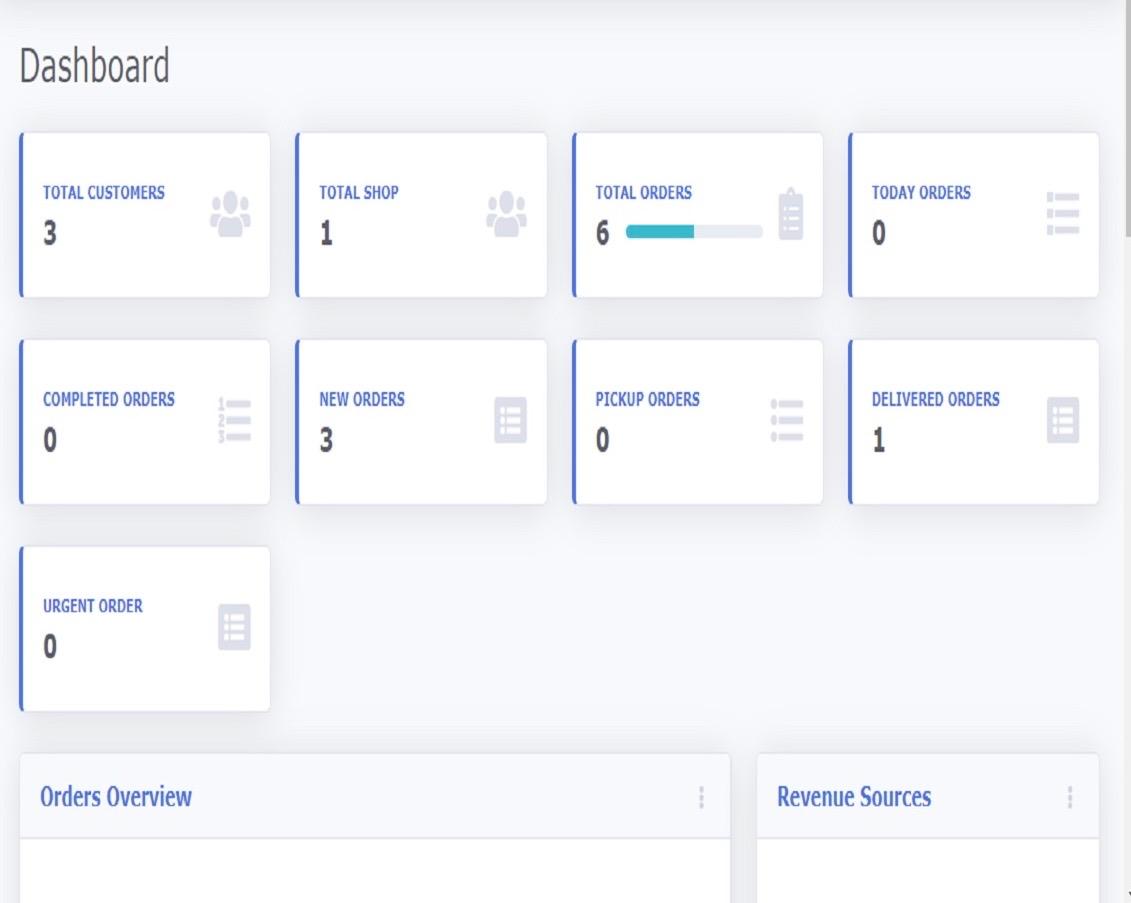 Dashboard
TOTAL CUSTOMERS
3
TOTAL SHOP
1
TOTAL ORDERS
6
TODAY ORDERS
0
COMPLETED ORDERS
0
NEW ORDERS
3
PICKUP ORDERS
0
DELIVERED ORDERS
1
URGENT ORDER
0
Orders Overview
Revenue Sources